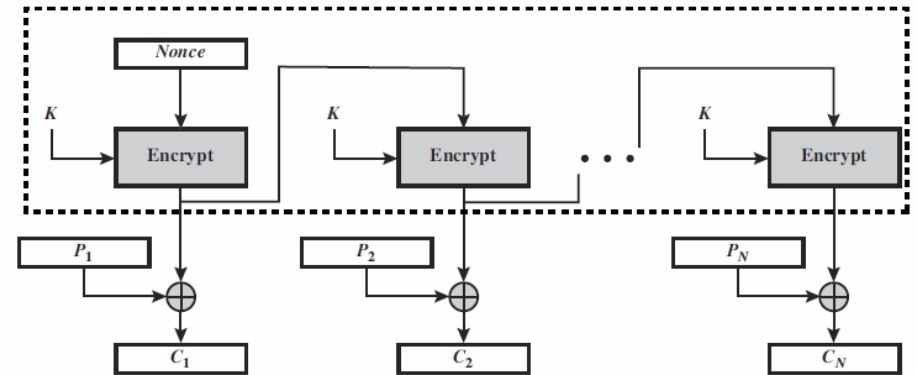 Nonce
K
K
K
Encrypt
Encrypt
• • •
Encrypt
P1
P2
PN
C1
C2
CN